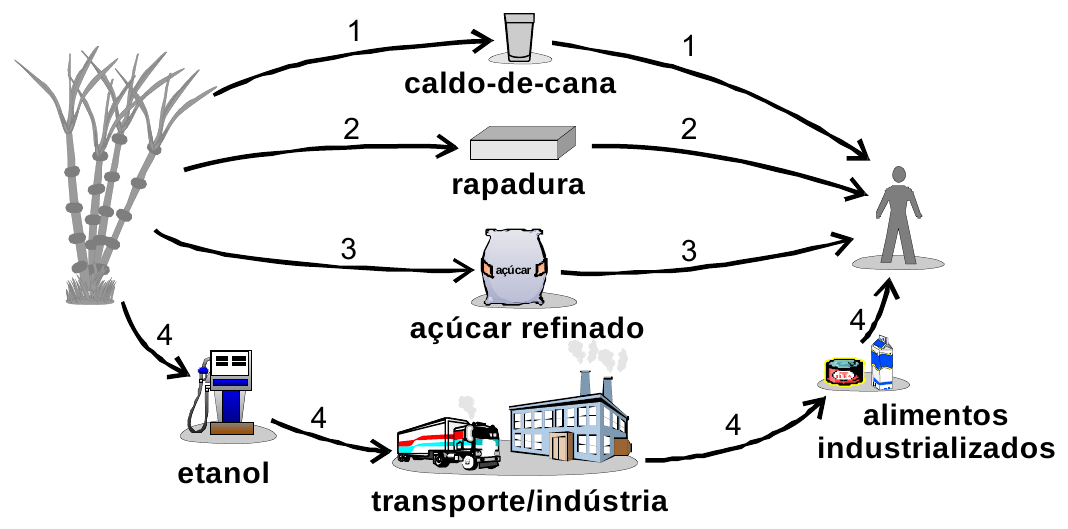 1
1
caldo-de-cana
2
2
rapadura
3
3
açúcar
açúcar refinado
4
4
4
4
etanol
transporte/indústria
alimentos
industrializados